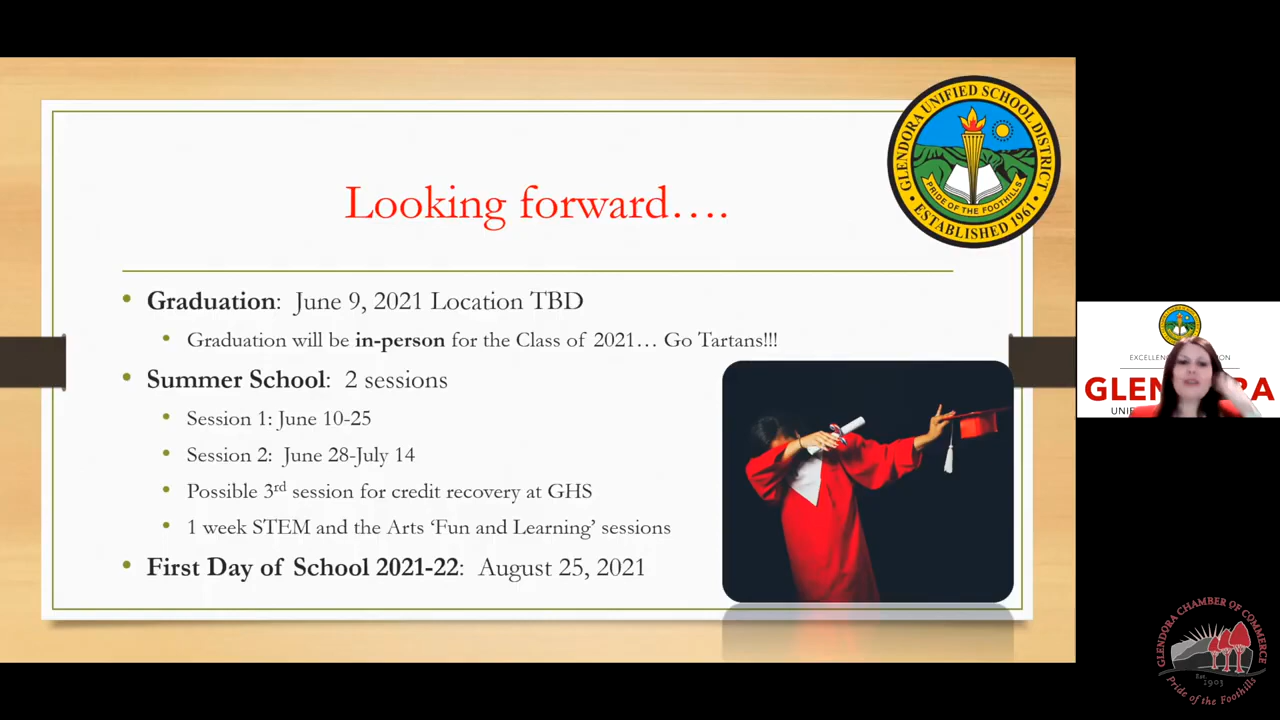 GLENDORA UNIFIED SCHOOL DISTRICT
PRIDE OF THE FOOTHILLS
• ESTABLISHED 1961 •
Looking forward….
• Graduation: June 9, 2021 Location TBD
• Graduation will be in-person for the Class of 2021… Go Tartans!!!
• Summer School: 2 sessions
• Session 1: June 10-25
• Session 2: June 28-July 14
• Possible 3rd session for credit recovery at GHS
• 1 week STEM and the Arts ‘Fun and Learning’ sessions
• First Day of School 2021-22: August 25, 2021
GLENDORA CHAMBER OF COMMERCE
Est.
1903
Pride of the Foothills